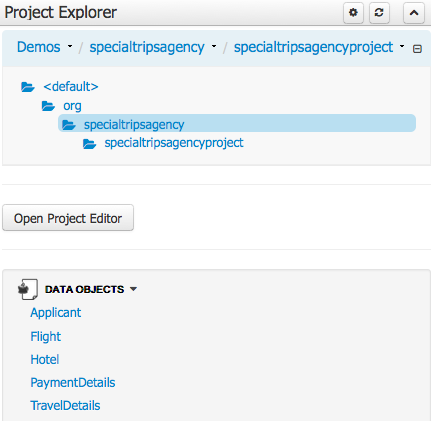 Project Explorer
Demos / specialtripsagency / specialtripsagencyproject
<default>
org
specialtripsagency
specialtripsagencyproject
Open Project Editor
DATA OBJECTS
Applicant
Flight
Hotel
PaymentDetails
TravelDetails